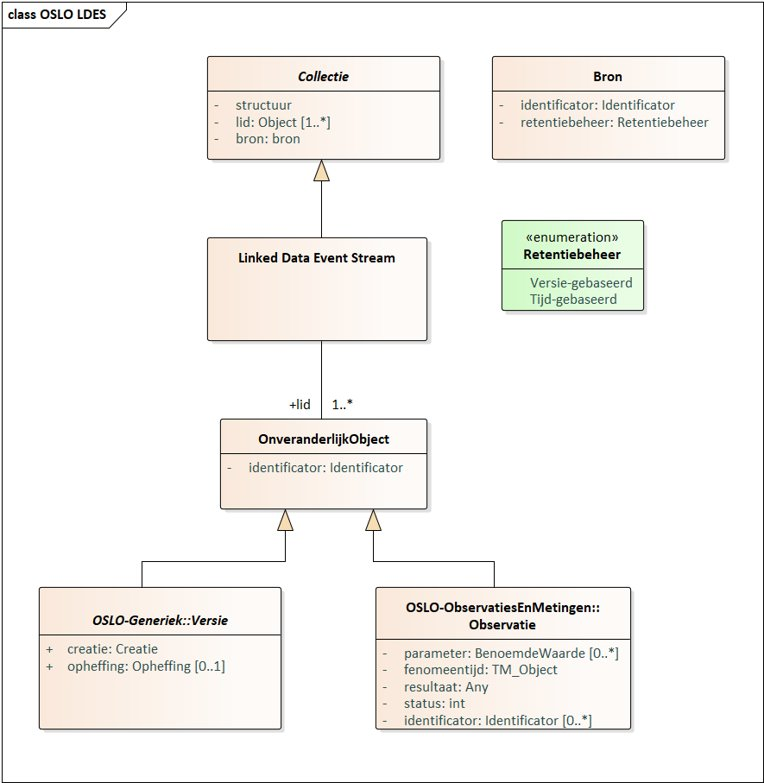 class OSLO LDES
Collectie
- structuur
- lid: Object [1..*]
- bron: bron
Bron
- identificator: Identificator
- retentiebeheer: Retentiebeheer
Linked Data Event Stream
«enumeration»
Retentiebeheer
Versie-gebaseerd
Tijd-gebaseerd
+lid 1..*
OnveranderlijkObject
- identificator: Identificator
OSLO-Generiek::Versie
+ creatie: Creatie
+ opheffing: Opheffing [0..1]
OSLO-ObservatiesEnMetingen::
Observatie
- parameter: BenoemdeWaarde [0..*]
- fenomeentijd: TM_Object
- resultaat: Any
- status: int
- identificator: Identificator [0..*]